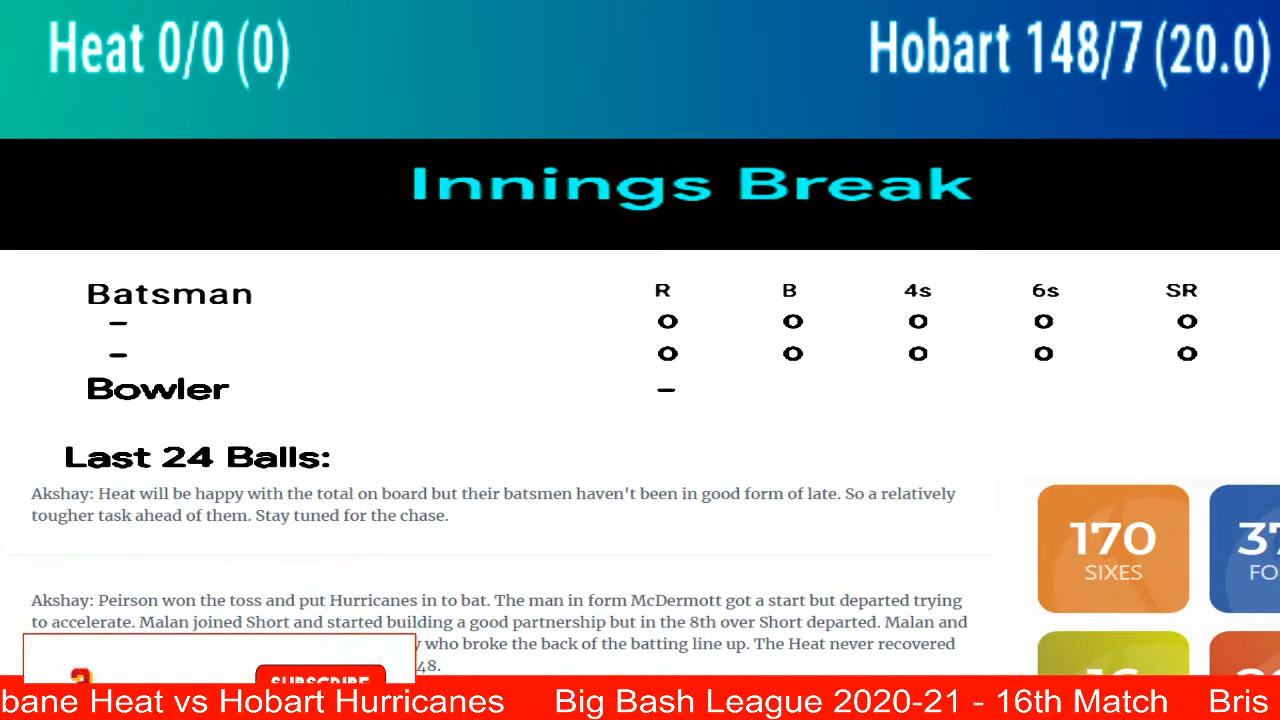 Heat 0/0 (0) Hobart 148/7 (20.0)
Innings Break
Batsman R B 4s 6s SR
- 0 0 0 0 0
- 0 0 0 0 0
Bowler -
Last 24 Balls:
Akshay: Heat will be happy with the total on board but their batsmen haven't been in good form of late. So a relatively
tougher task ahead of them. Stay tuned for the chase.
170
SIXES
37
FO
Akshay: Peirson won the toss and put Hurricanes in to bat. The man in form McDermott got a start but departed trying
to accelerate. Malan joined Short and started building a good partnership but in the 8th over Short departed. Malan and
who broke the back of the batting line up. The Heat never recovered
48.
SUBSCRIBE
bane Heat vs Hobart Hurricanes Big Bash League 2020-21 - 16th Match Bris